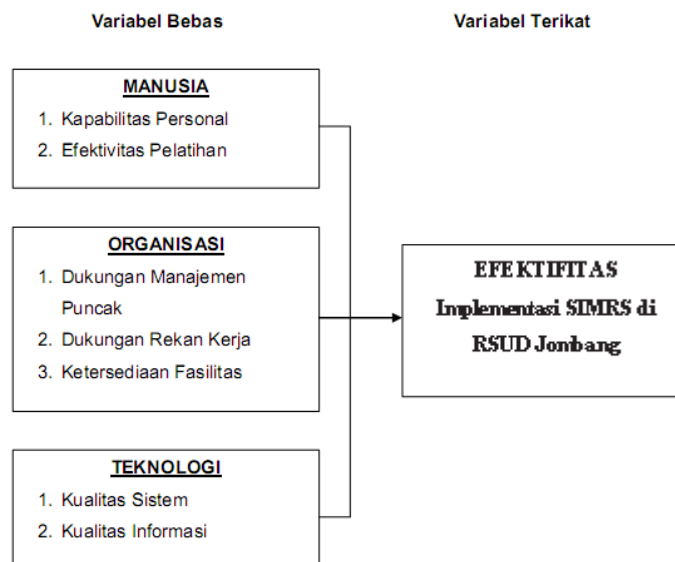 Variabel Bebas
Variabel Terikat
MANUSIA
1. Kapabilitas Personal
2. Efektivitas Pelatihan
ORGANISASI
1. Dukungan Manajemen
Puncak
2. Dukungan Rekan Kerja
3. Ketersediaan Fasilitas
TEKNOLOGI
1. Kualitas Sistem
2. Kualitas Informasi
EFEKTIFITAS
Implementasi SIMRS di
RSUD Jombang